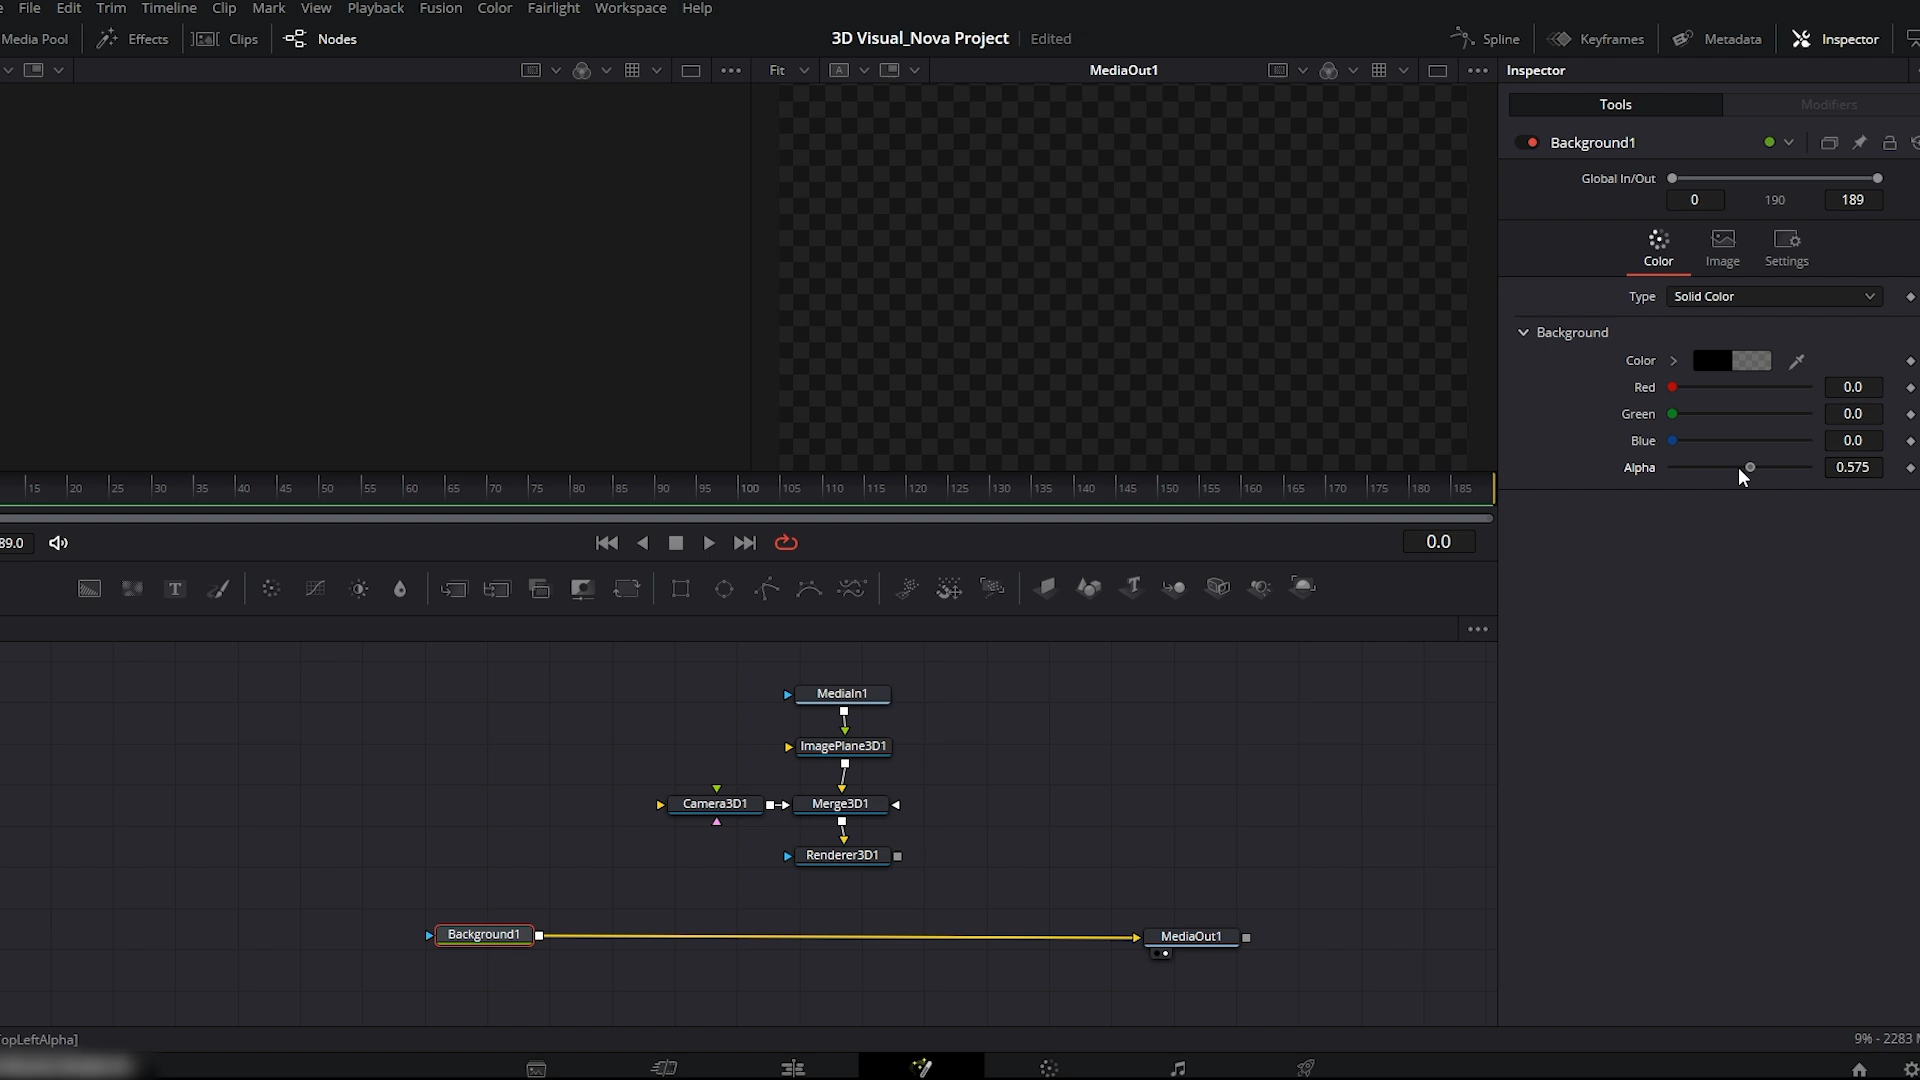 File Edit Trim Timeline Clip Mark View Playback Fusion Color Fairlight Workspace Help
Media Pool Effects Clips Nodes 3D Visual_Nova Project Edited Spline Keyframes Metadata Inspector
Fit A MediaOut1 Inspector
Tools Modifiers
Background1
Global In/Out
0 190 189
Color Image Settings
Type Solid Color
Background
Color
Red 0.0
Green 0.0
Blue 0.0
Alpha 0.575
15 20 25 30 35 40 45 50 55 60 65 70 75 80 85 90 95 100 105 110 115 120 125 130 135 140 145 150 155 160 165 170 175 180 185
89.0 0.0
T T
MediaIn1
ImagePlane3D1
Camera3D1 Merge3D1
Renderer3D1
Background1 MediaOut1
opLeftAlpha] 9% - 2283 M